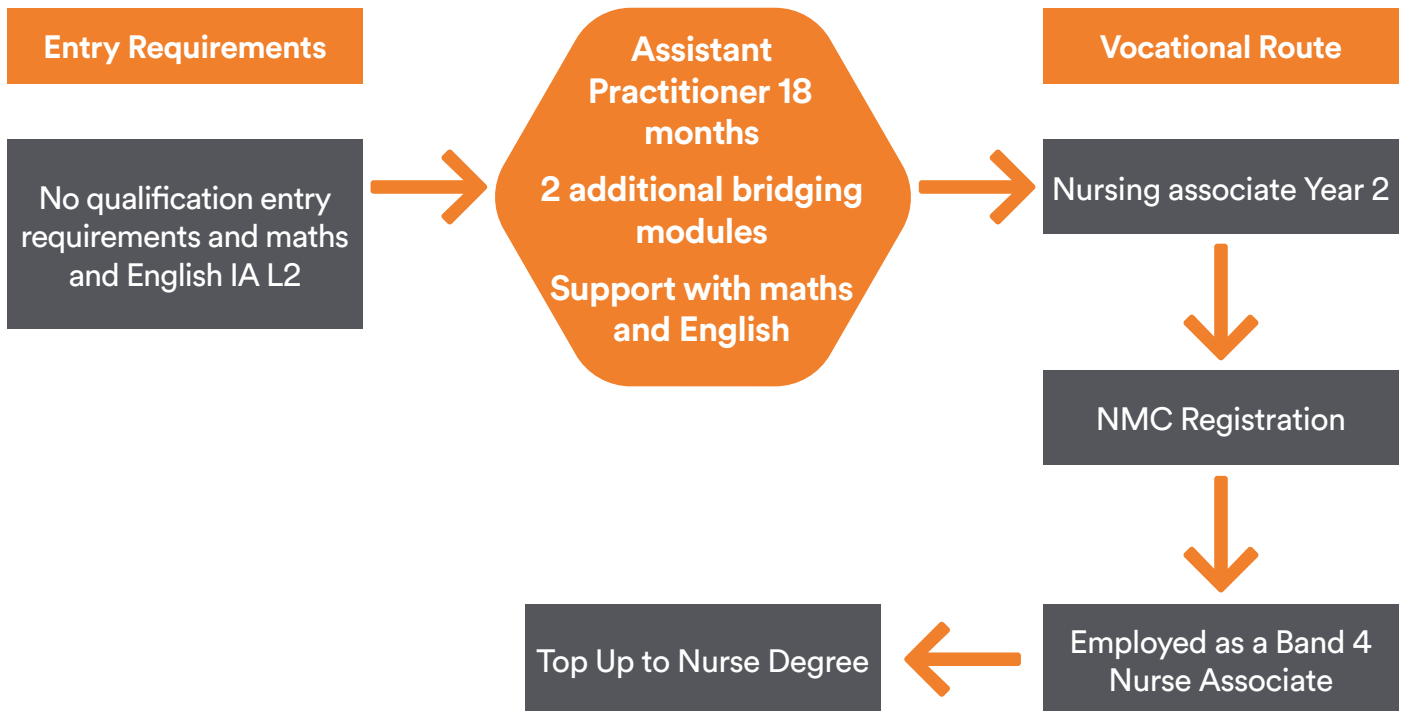 Entry Requirements
No qualification entry
requirements and maths
and English IA L2
Assistant
Practitioner 18
months
2 additional bridging
modules
Support with maths
and English
Vocational Route
Nursing associate Year 2
NMC Registration
Employed as a Band 4
Nurse Associate
Top Up to Nurse Degree